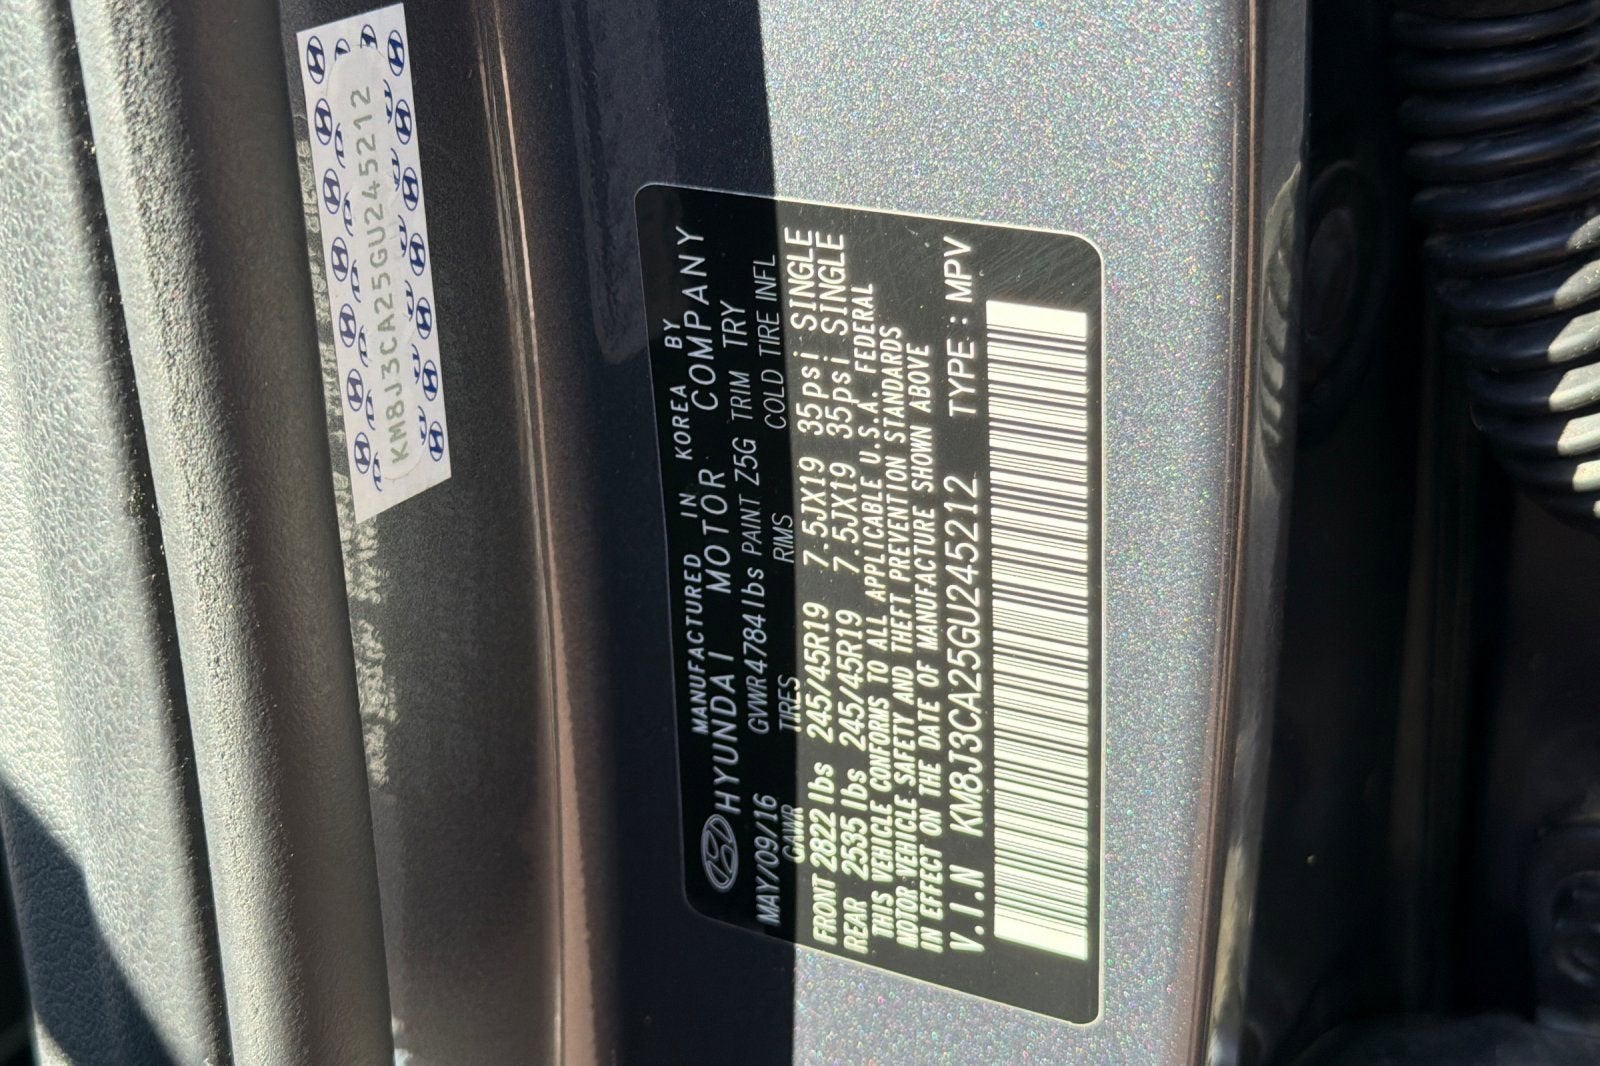 KM8J3CA25GU245212
MANUFACTURED IN KOREA BY
HYUNDAI MOTOR COMPANY
MAY/09/16 GVWR4784lbs PAINT Z5G TRIM TRY
GAWR TIRES RIMS COLD TIRE INFL
FRONT 2822 lbs 245/45R19 7.5JX19 35psi SINGLE
REAR 2535 lbs 245/45R19 7.5JX19 35psi SINGLE
THIS VEHICLE CONFORMS TO ALL APPLICABLE U.S.A. FEDERAL
MOTOR VEHICLE SAFETY AND THEFT PREVENTION STANDARDS
IN EFFECT ON THE DATE OF MANUFACTURE SHOWN ABOVE
V.I.N KM8J3CA25GU245212 TYPE : MPV